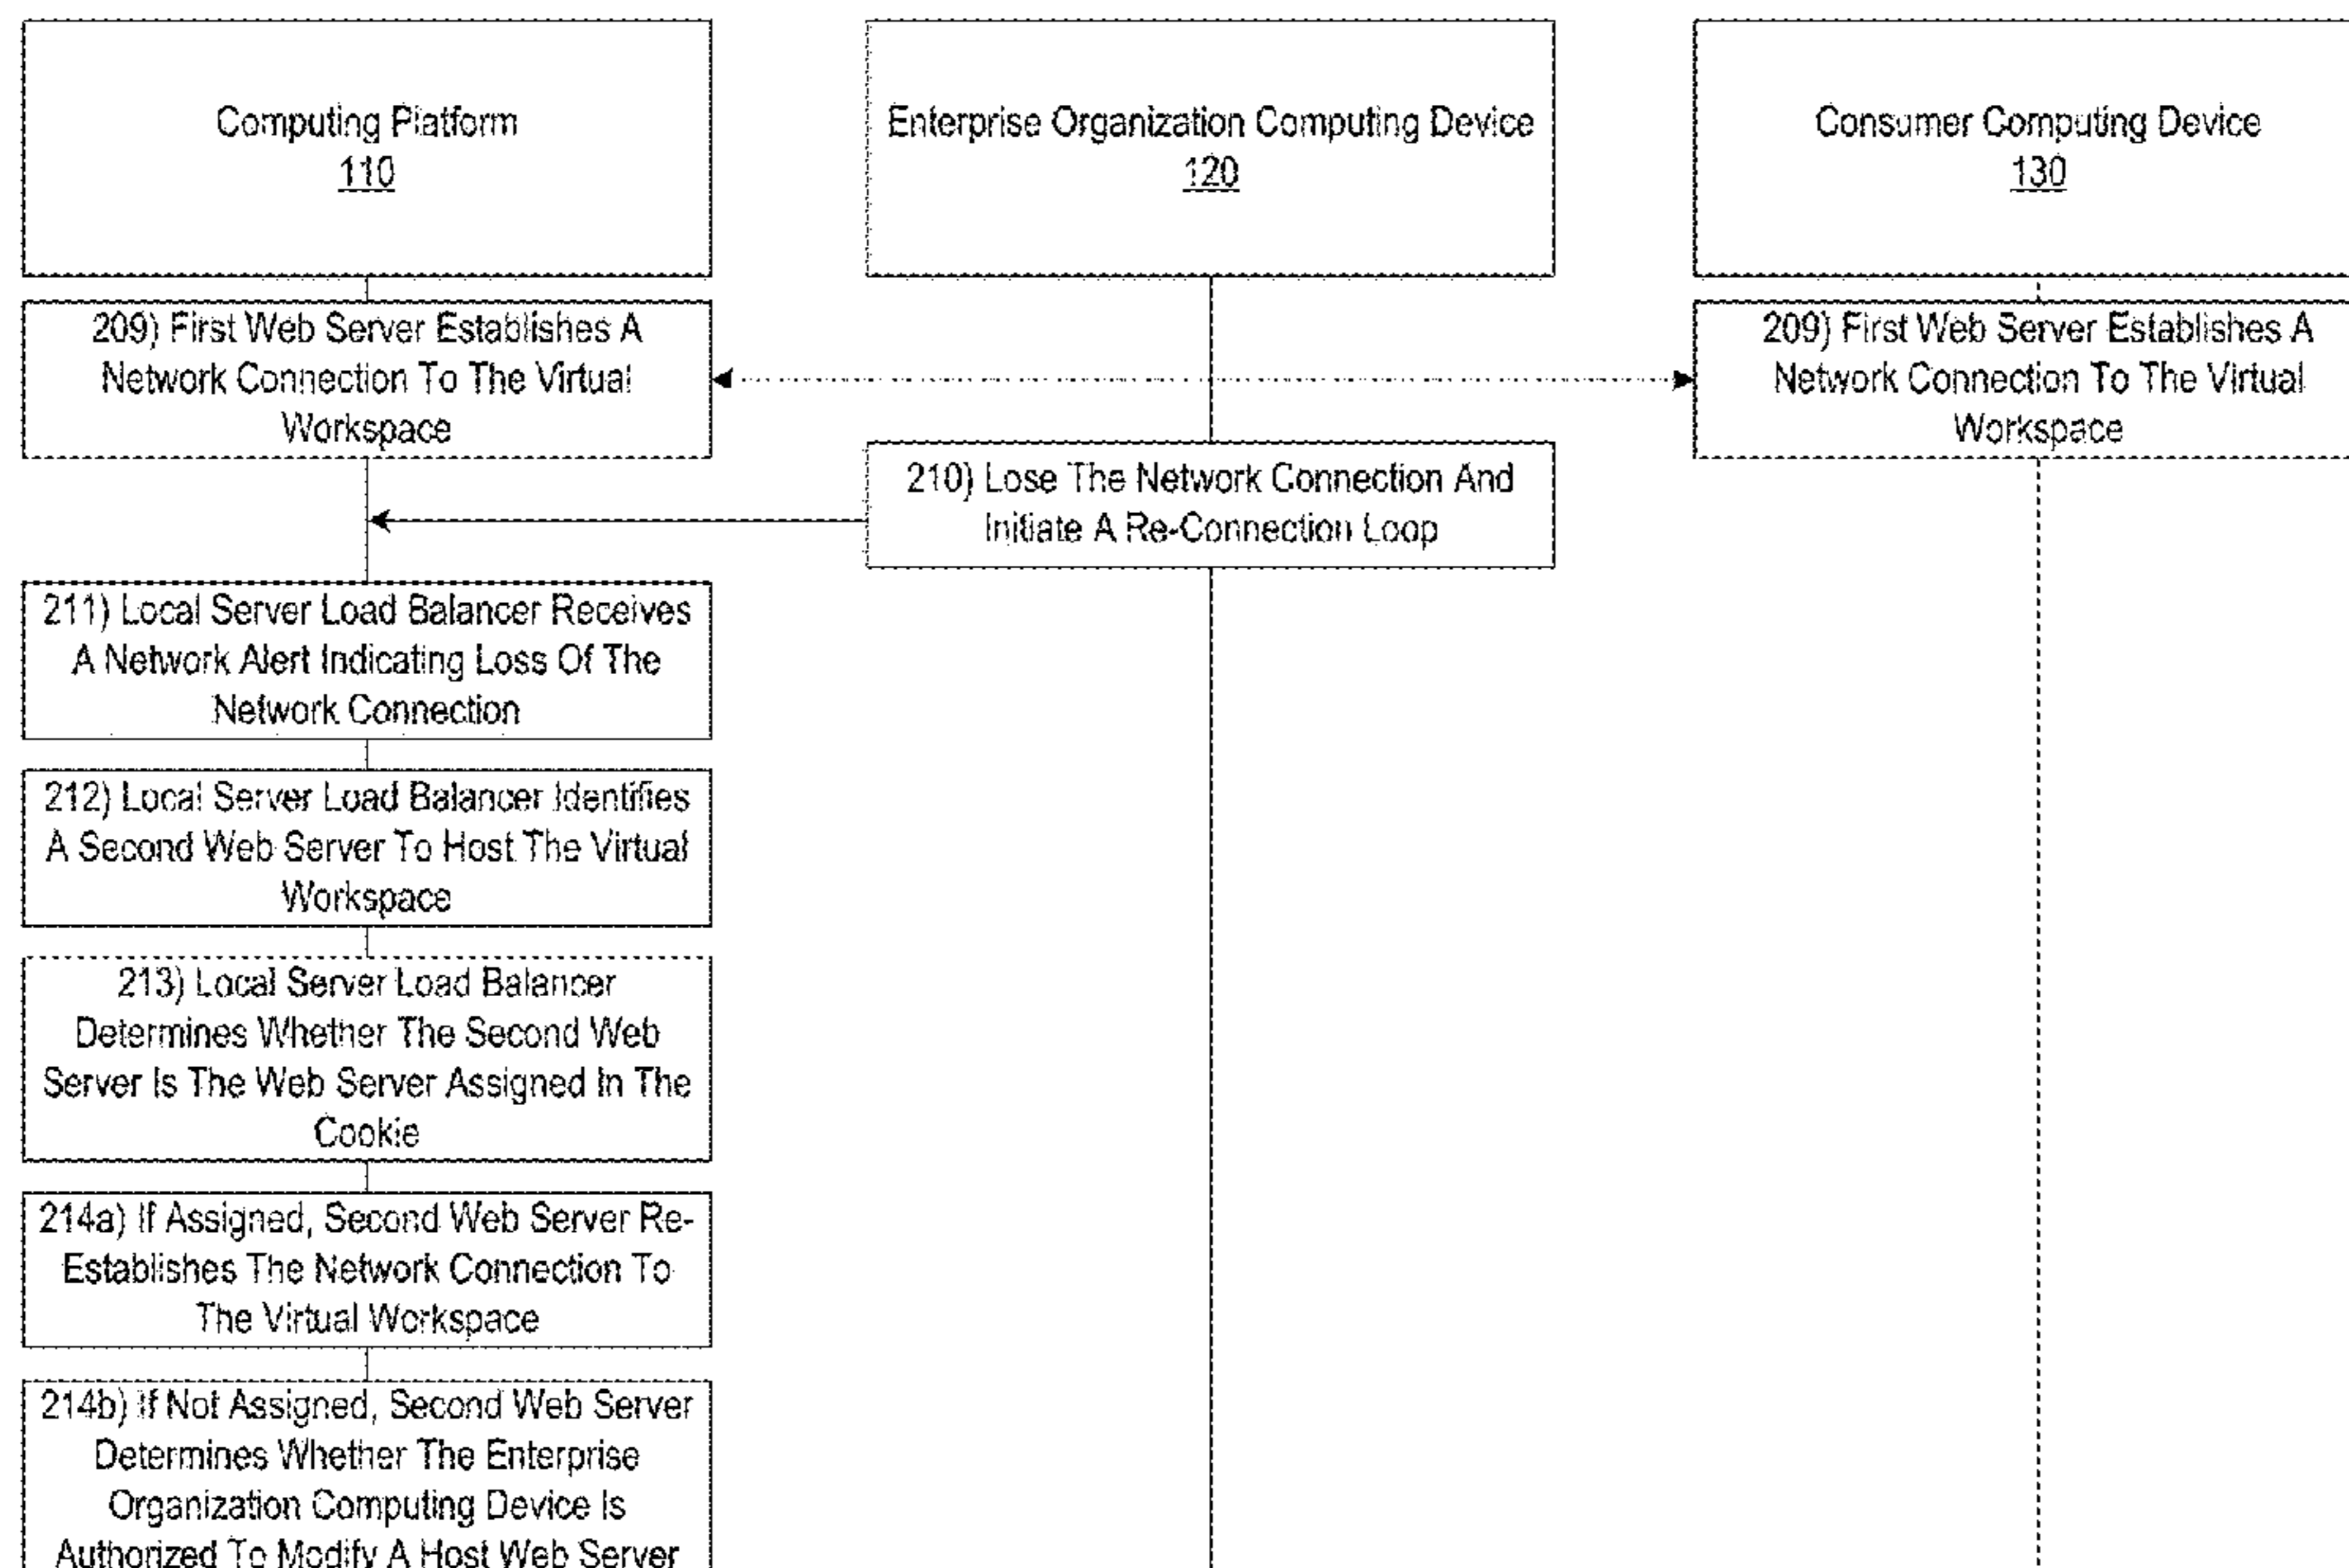 Computing Platform
110
Enterprise Organization Computing Device
120
Consumer Computing Device
130
209) First Web Server Establishes A
Network Connection To The Virtual
Workspace
209) First Web Server Establishes A
Network Connection To The Virtual
Workspace
210) Lose The Network Connection And
Initiate A Re-Connection Loop
211) Local Server Load Balancer Receives
A Network Alert Indicating Loss Of The
Network Connection
212) Local Server Load Balancer Identifies
A Second Web Server To Host The Virtual
Workspace
213) Local Server Load Balancer
Determines Whether The Second Web
Server Is The Web Server Assigned In The
Cookie
214a) If Assigned, Second Web Server Re-
Establishes The Network Connection To
The Virtual Workspace
214b) If Not Assigned, Second Web Server
Determines Whether The Enterprise
Organization Computing Device Is
Authorized To Modify A Host Web Server